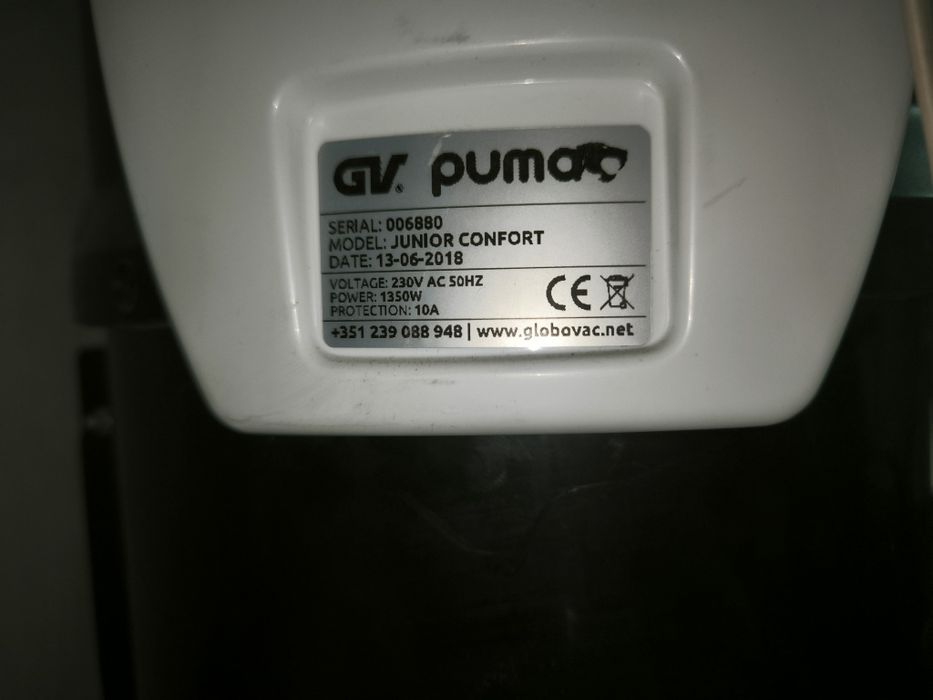 GV® puma
SERIAL: 006880
MODEL: JUNIOR CONFORT
DATE: 13-06-2018
VOLTAGE: 230V AC 50HZ
POWER: 1350W
PROTECTION: 10A
CE
+351 239 088 948 | www.globovac.net